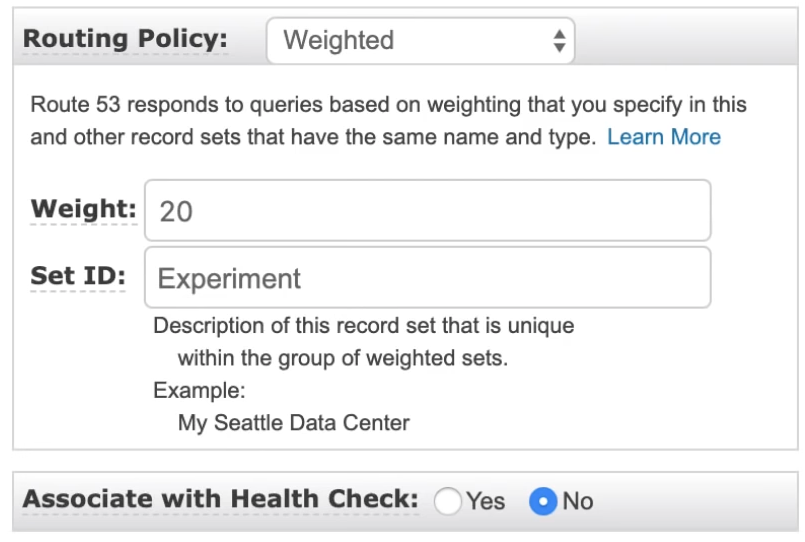 Routing Policy: Weighted
Route 53 responds to queries based on weighting that you specify in this
and other record sets that have the same name and type. Learn More
Weight: 20
Set ID: Experiment
Description of this record set that is unique
within the group of weighted sets.
Example:
My Seattle Data Center
Associate with Health Check: Yes No